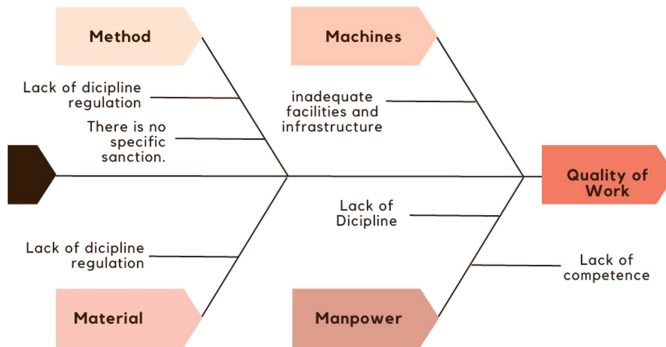 Method
Machines
Lack of dicipline
regulation
There is no
specific
sanction.
inadequate
facilities and
infrastructure
Quality of
Work
Lack of
Dicipline
Lack of dicipline
regulation
Lack of
competence
Material
Manpower